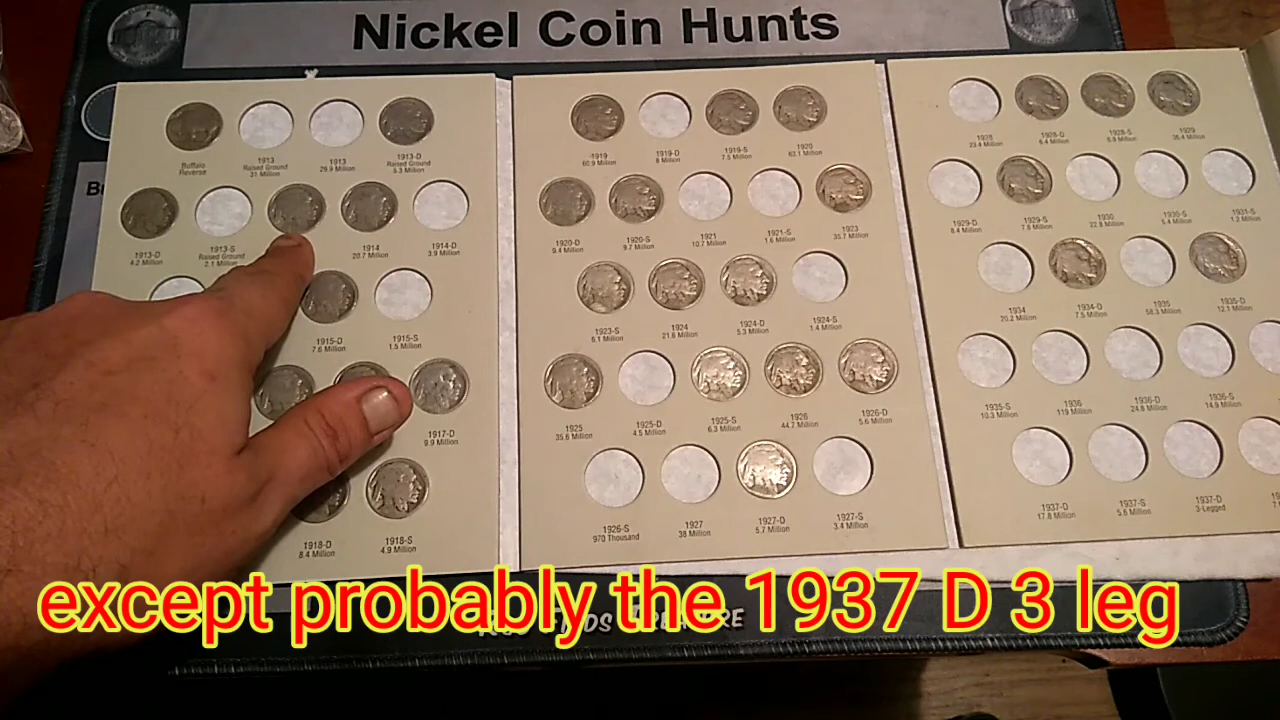 Nickel Coin Hunts
Buffalo
Reverse
1913
Raised Ground
31 Million
1913
29.9 Million
1913-D
Raised Ground
5.3 Million
1913-D
4.2 Million
1913-S
Raised Ground
2.1 Million
1914
20.7 Million
1914-D
3.9 Million
1915-D
7.6 Million
1915-S
1.5 Million
1917-D
9.9 Million
1918-D
8.4 Million
1918-S
4.9 Million
1919
60.9 Million
1919-D
8 Million
1919-S
7.5 Million
1920
63.1 Million
1920-D
9.4 Million
1920-S
9.7 Million
1921
10.7 Million
1921-S
1.6 Million
1923
35.7 Million
1923-S
6.1 Million
1924
21.6 Million
1924-D
5.3 Million
1924-S
1.4 Million
1925
35.6 Million
1925-D
4.5 Million
1925-S
6.3 Million
1926
44.7 Million
1926-D
5.6 Million
1926-S
970 Thousand
1927
38 Million
1927-D
5.7 Million
1927-S
3.4 Million
1928
23.4 Million
1928-D
6.4 Million
1928-S
6.9 Million
1929
36.4 Million
1929-D
8.4 Million
1929-S
7.8 Million
1930
22.8 Million
1930-S
5.4 Million
1931-S
1.2 Million
1934
20.2 Million
1934-D
7.5 Million
1935
58.3 Million
1935-D
12.1 Million
1935-S
10.3 Million
1936
119 Million
1936-D
24.8 Million
1936-S
14.9 Million
1937-D
17.8 Million
1937-S
5.6 Million
1937-D
3-Legged
except probably the 1937 D 3 leg